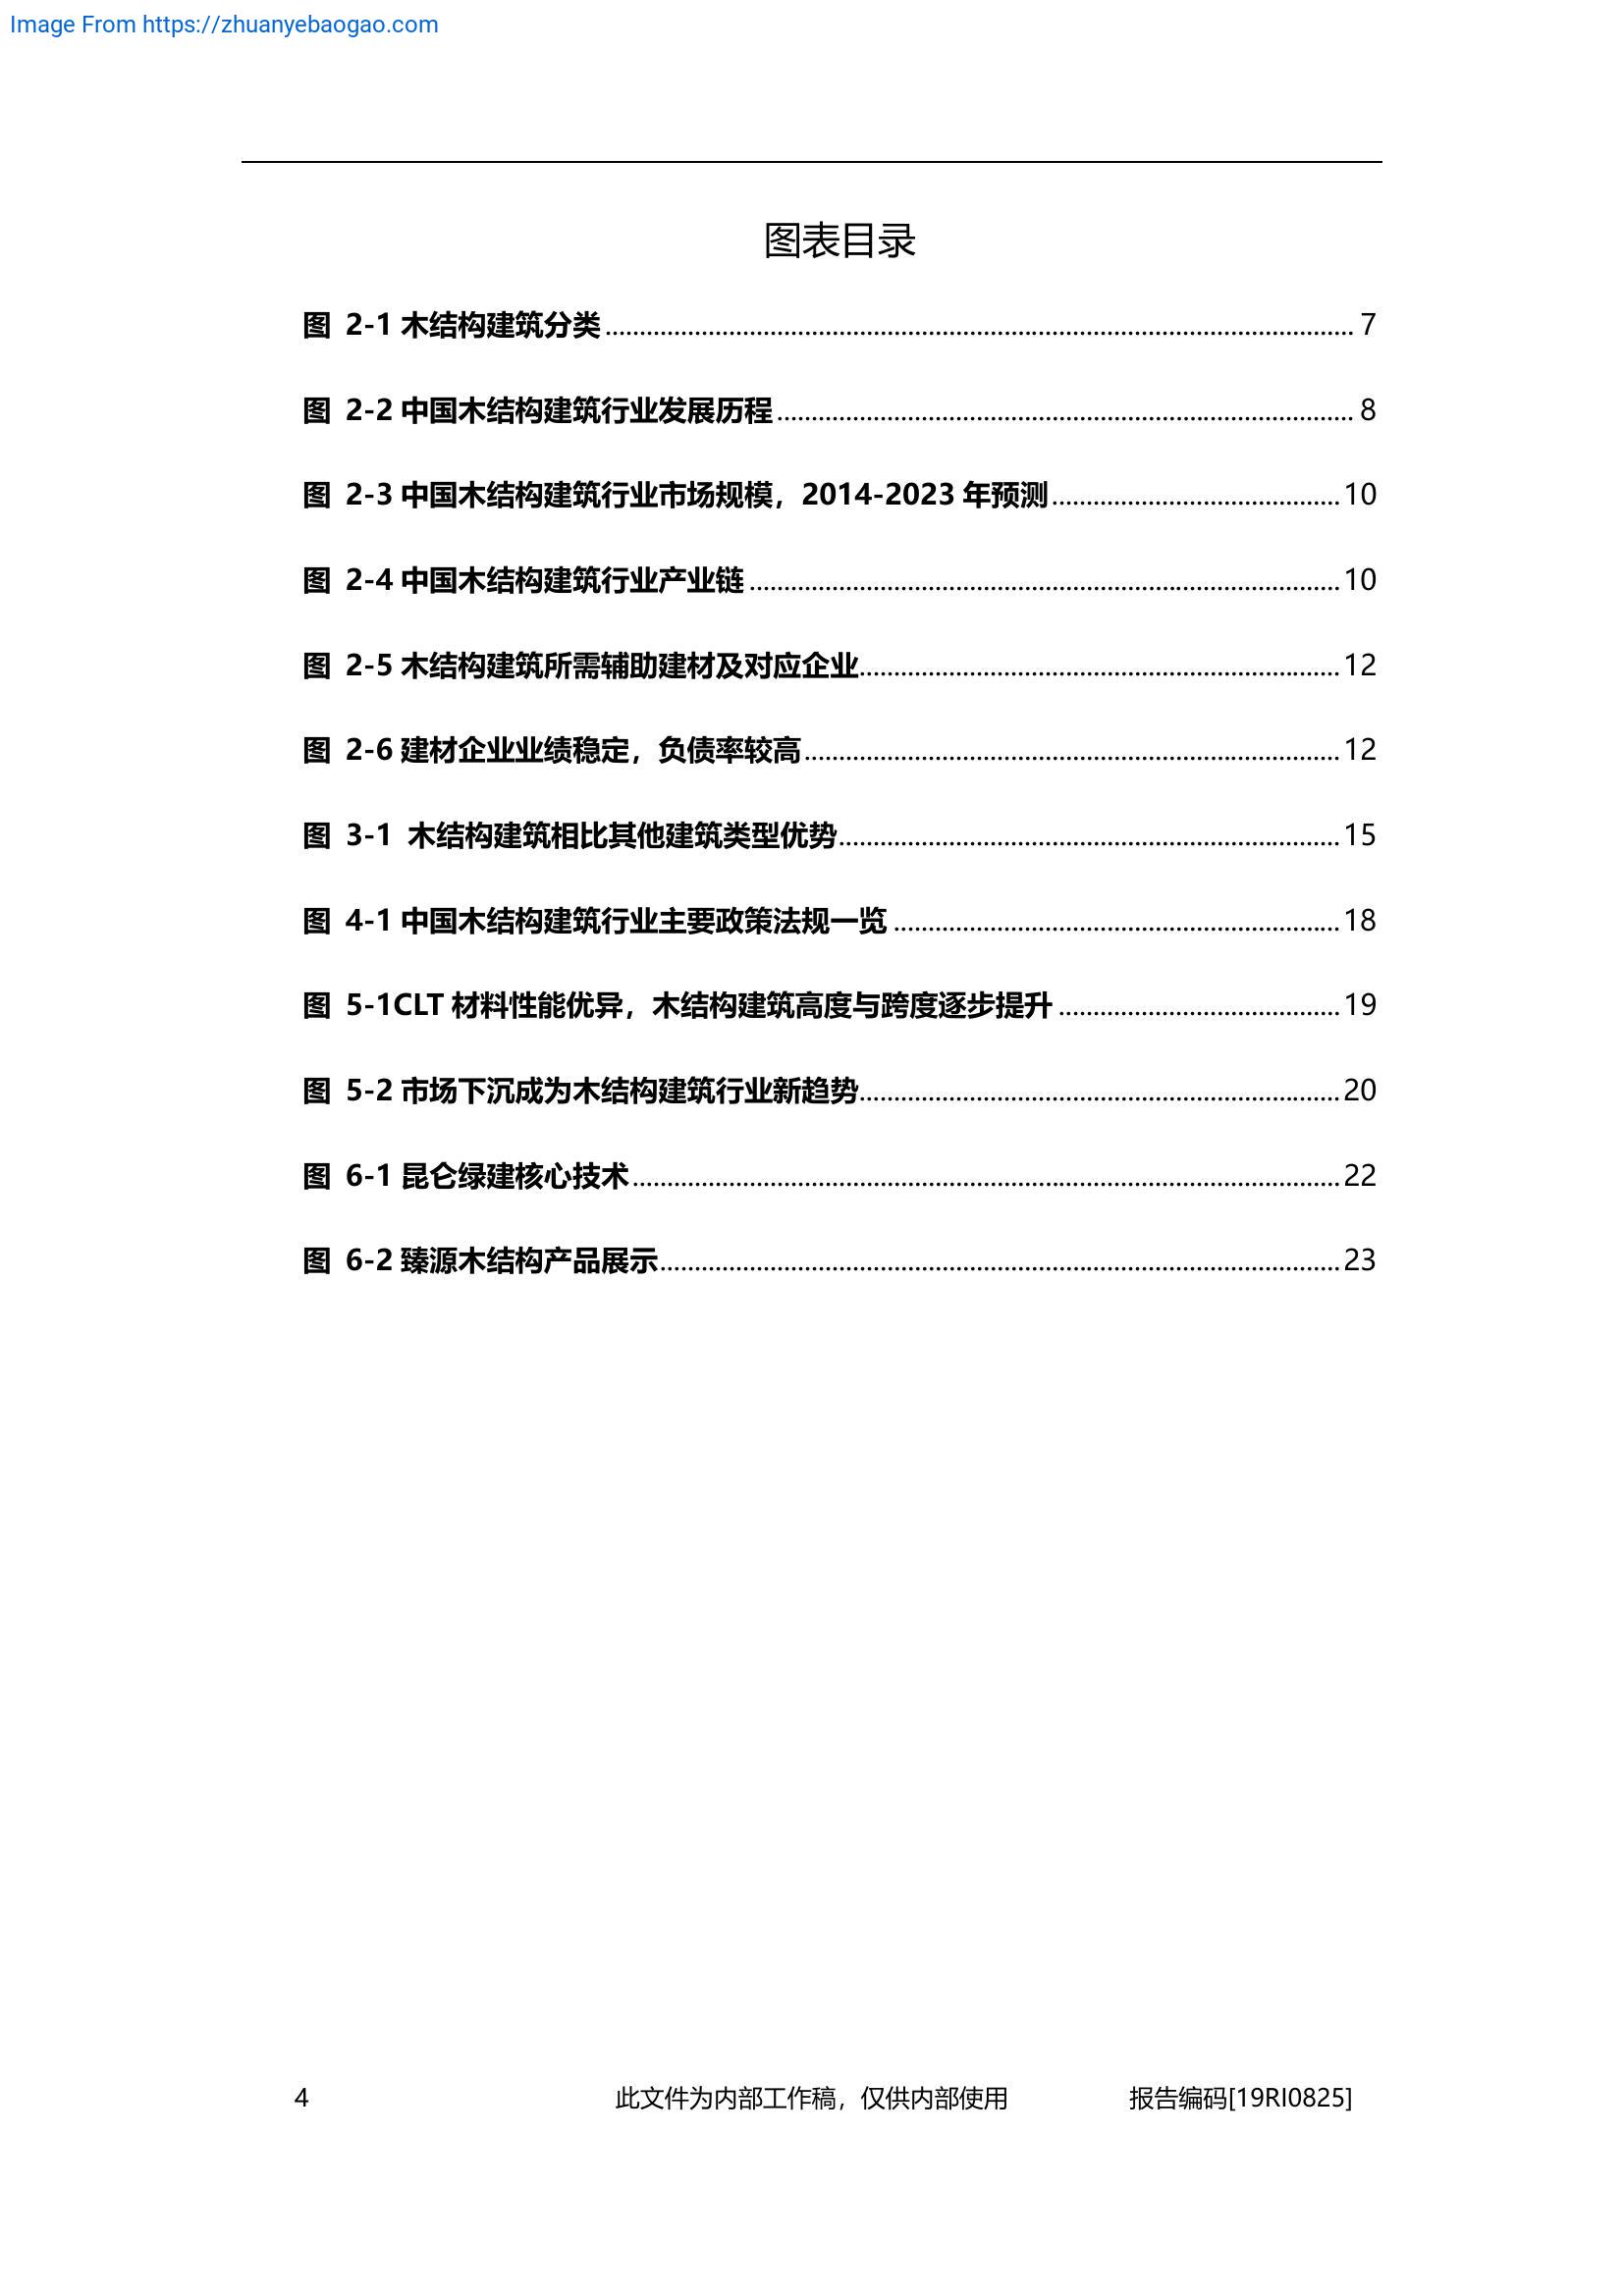 Image From https://zhuanyebaogao.com
图表目录
图 2-1 木结构建筑分类........................................................................................................ 7
图 2-2 中国木结构建筑行业发展历程................................................................................ 8
图 2-3 中国木结构建筑行业市场规模，2014-2023 年预测........................................ 10
图 2-4 中国木结构建筑行业产业链.................................................................................. 10
图 2-5 木结构建筑所需辅助建材及对应企业.................................................................. 12
图 2-6 建材企业业绩稳定，负债率较高.......................................................................... 12
图 3-1 木结构建筑相比其他建筑类型优势...................................................................... 15
图 4-1 中国木结构建筑行业主要政策法规一览.............................................................. 18
图 5-1CLT 材料性能优异，木结构建筑高度与跨度逐步提升....................................... 19
图 5-2 市场下沉成为木结构建筑行业新趋势.................................................................. 20
图 6-1 昆仑绿建核心技术.................................................................................................. 22
图 6-2 臻源木结构产品展示.............................................................................................. 23
4 此文件为内部工作稿，仅供内部使用 报告编码[19RI0825]